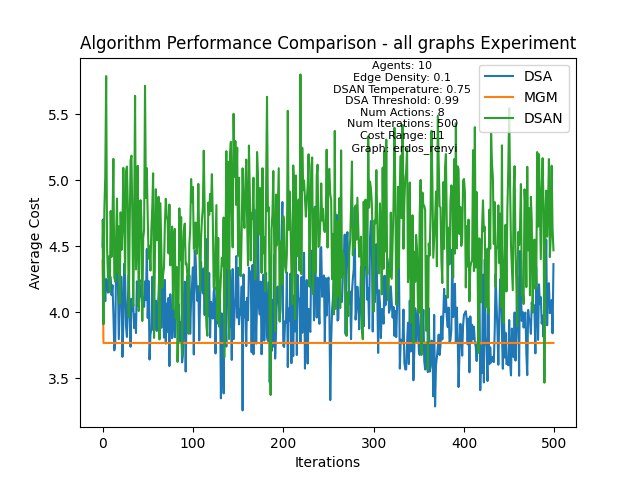 Algorithm Performance Comparison - all graphs Experiment
Agents: 10
Edge Density: 0.1
DSAN Temperature: 0.75
DSA Threshold: 0.99
Num Actions: 8
Num Iterations: 500
Cost Range: 11
Graph: erdos_renyi
DSA
MGM
DSAN
Average Cost
5.5
5.0
4.5
4.0
3.5
0 100 200 300 400 500
Iterations